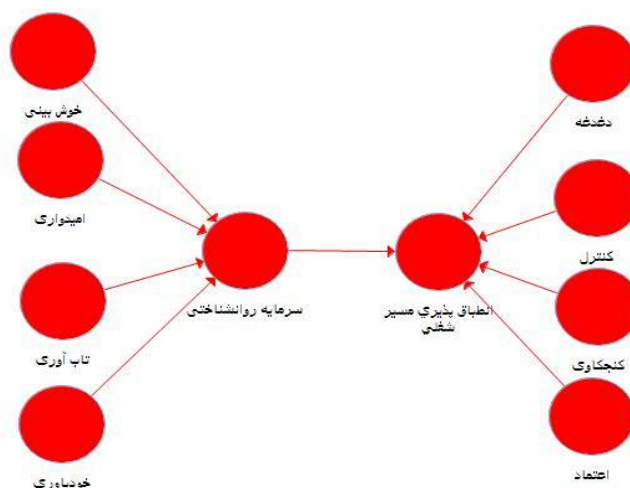 خوش بینی
دغدغه
امیدواری
کنترل
سرمایه روانشناختی
انطباق پذیری مسیر
شغلی
تاب آوری
کنجکاوی
خودباوری
اعتماد